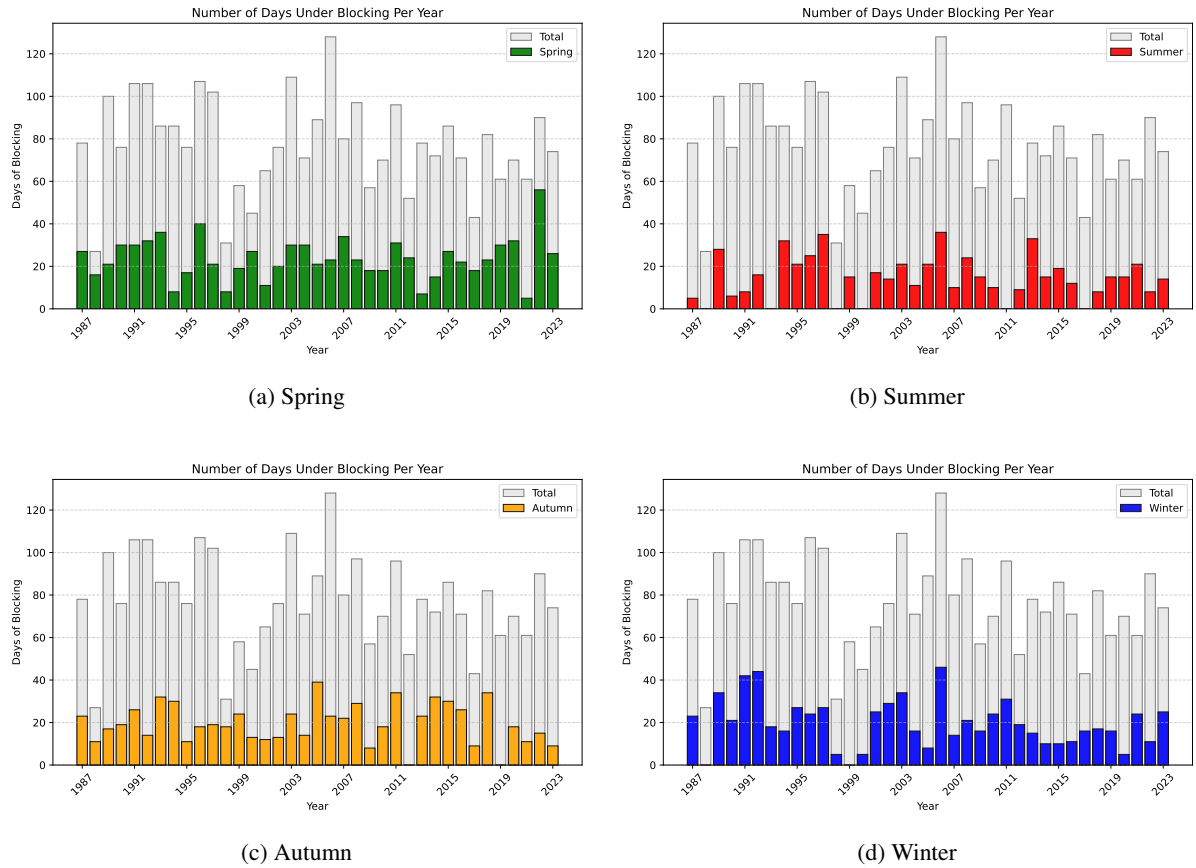 Number of Days Under Blocking Per Year
Total
Spring
Days of Blocking
120
100
80
60
40
20
0
1987
1991
1995
1999
2003
2007
2011
2015
2019
2023
Year
(a) Spring
Number of Days Under Blocking Per Year
Total
Summer
Days of Blocking
120
100
80
60
40
20
0
1987
1991
1995
1999
2003
2007
2011
2015
2019
2023
Year
(b) Summer
Number of Days Under Blocking Per Year
Total
Autumn
Days of Blocking
120
100
80
60
40
20
0
1987
1991
1995
1999
2003
2007
2011
2015
2019
2023
Year
(c) Autumn
Number of Days Under Blocking Per Year
Total
Winter
Days of Blocking
120
100
80
60
40
20
0
1987
1991
1995
1999
2003
2007
2011
2015
2019
2023
Year
(d) Winter